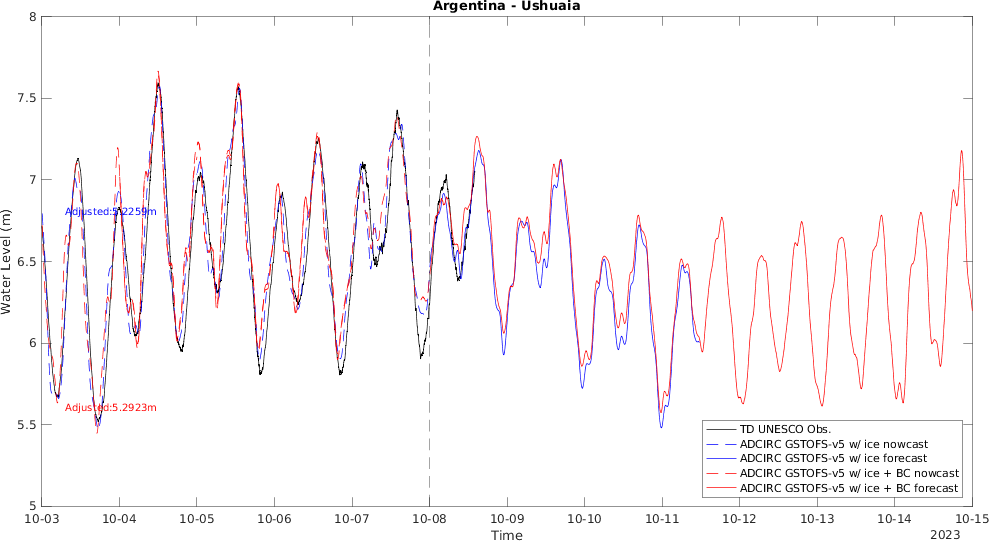 Argentina - Ushuaia
8
7.5
7
6.5
6
5.5
5
Water Level (m)
Adjusted:5.2259m
Adjusted:5.2923m
TD UNESCO Obs.
ADCIRC GSTOFS-v5 w/ ice nowcast
ADCIRC GSTOFS-v5 w/ ice forecast
ADCIRC GSTOFS-v5 w/ ice + BC nowcast
ADCIRC GSTOFS-v5 w/ ice + BC forecast
10-03 10-04 10-05 10-06 10-07 10-08 10-09 10-10 10-11 10-12 10-13 10-14 10-15
Time
2023